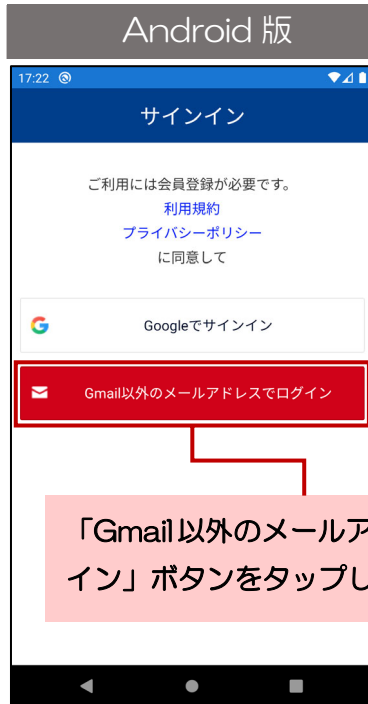 Android 版
17:22
サインイン
ご利用には会員登録が必要です。
利用規約
プライバシーポリシー
に同意して
Googleでサインイン
Gmail以外のメールアドレスでログイン
「Gmail以外のメールア
イン」ボタンをタップし